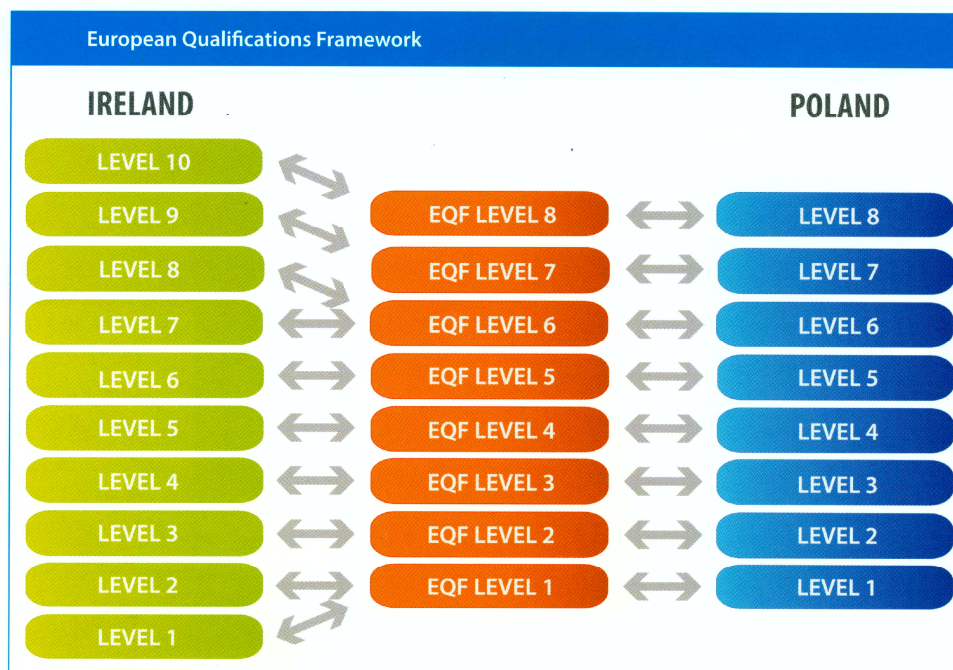 European Qualifications Framework
IRELAND
POLAND
LEVEL 10
LEVEL 9
EQF LEVEL 8
LEVEL 8
LEVEL 8
EQF LEVEL 7
LEVEL 7
LEVEL 7
EQF LEVEL 6
LEVEL 6
LEVEL 6
EQF LEVEL 5
LEVEL 5
LEVEL 5
EQF LEVEL 4
LEVEL 4
LEVEL 4
EQF LEVEL 3
LEVEL 3
LEVEL 3
EQF LEVEL 2
LEVEL 2
LEVEL 2
EQF LEVEL 1
LEVEL 1
LEVEL 1